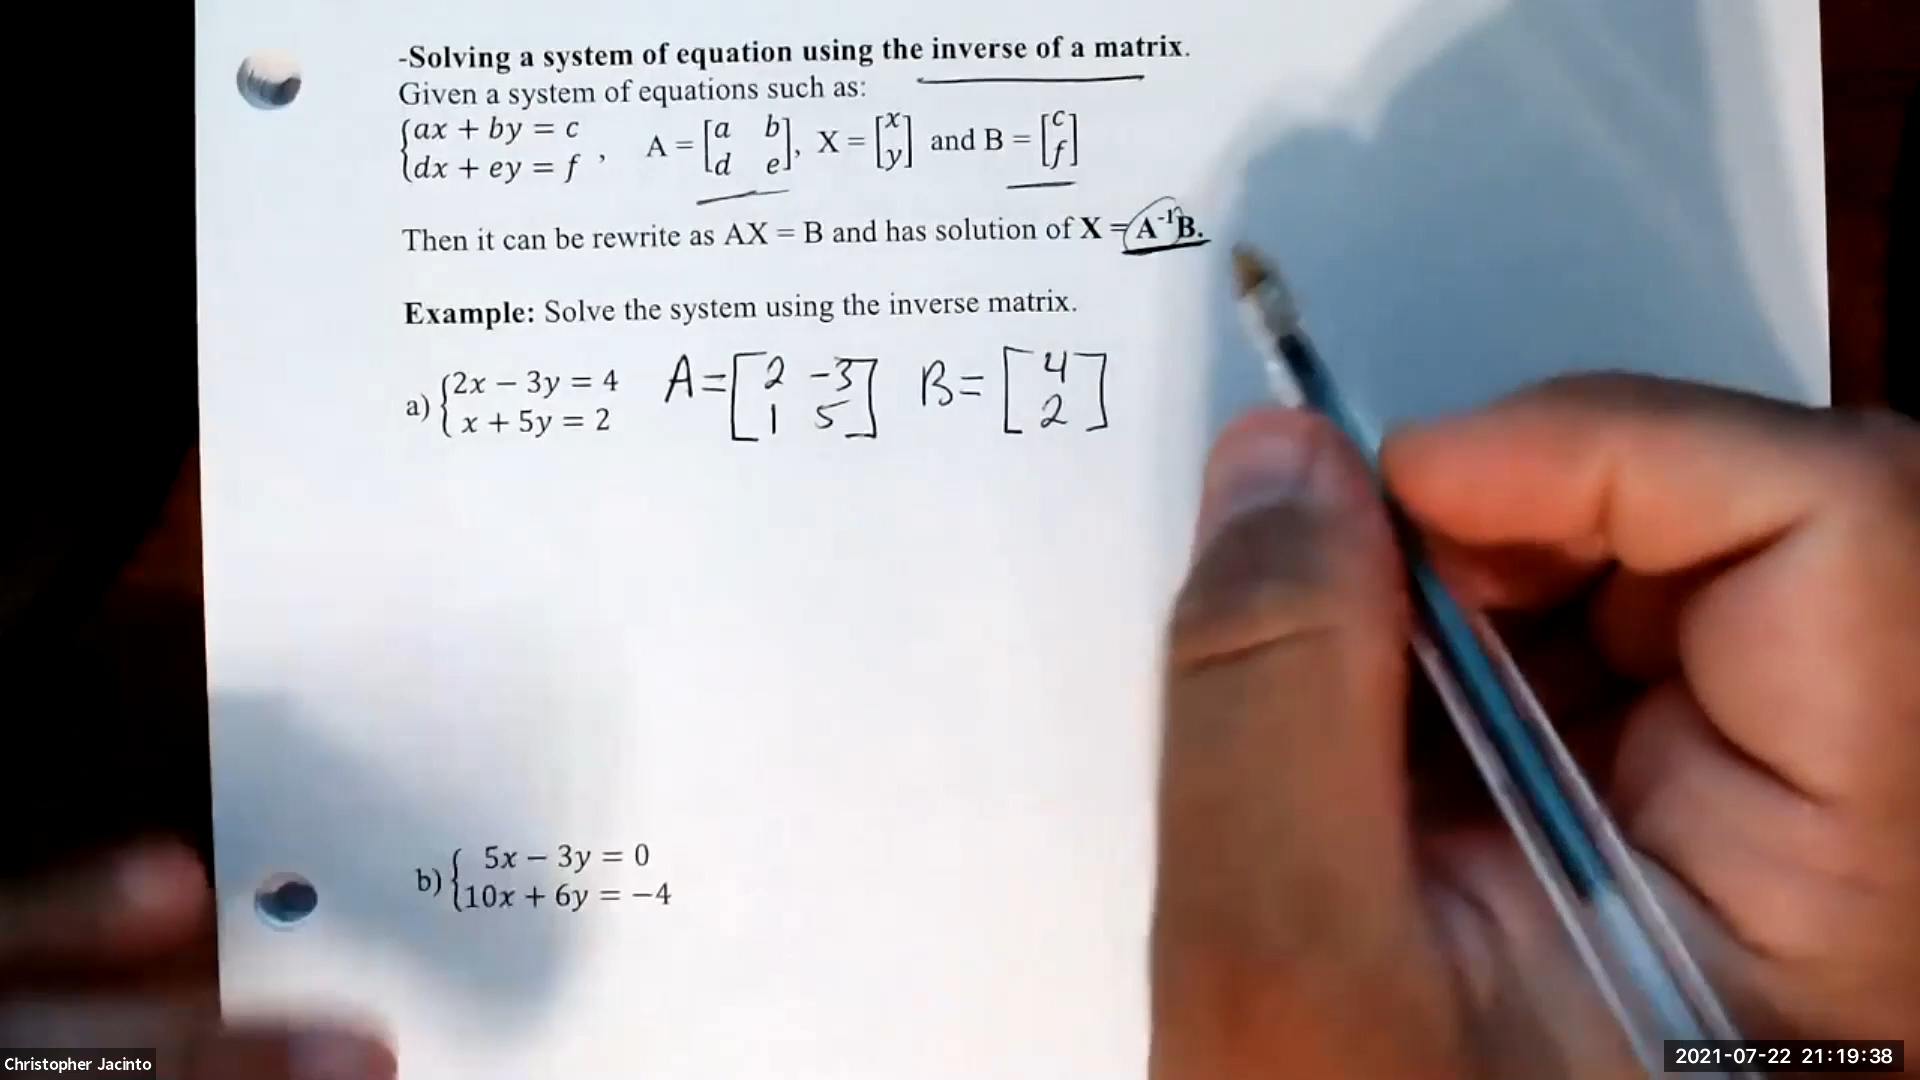 -Solving a system of equation using the inverse of a matrix.
Given a system of equations such as:
{ax + by = c
{dx + ey = f , A = [a b
d e], X = [x
y] and B = [c
f]
Then it can be rewrite as AX = B and has solution of X = A⁻¹B.
Example: Solve the system using the inverse matrix.
a) {2x − 3y = 4
x + 5y = 2
A = [2 -3
1 5]
B = [4
2]
b) {5x − 3y = 0
10x + 6y = −4
Christopher Jacinto
2021-07-22 21:19:38